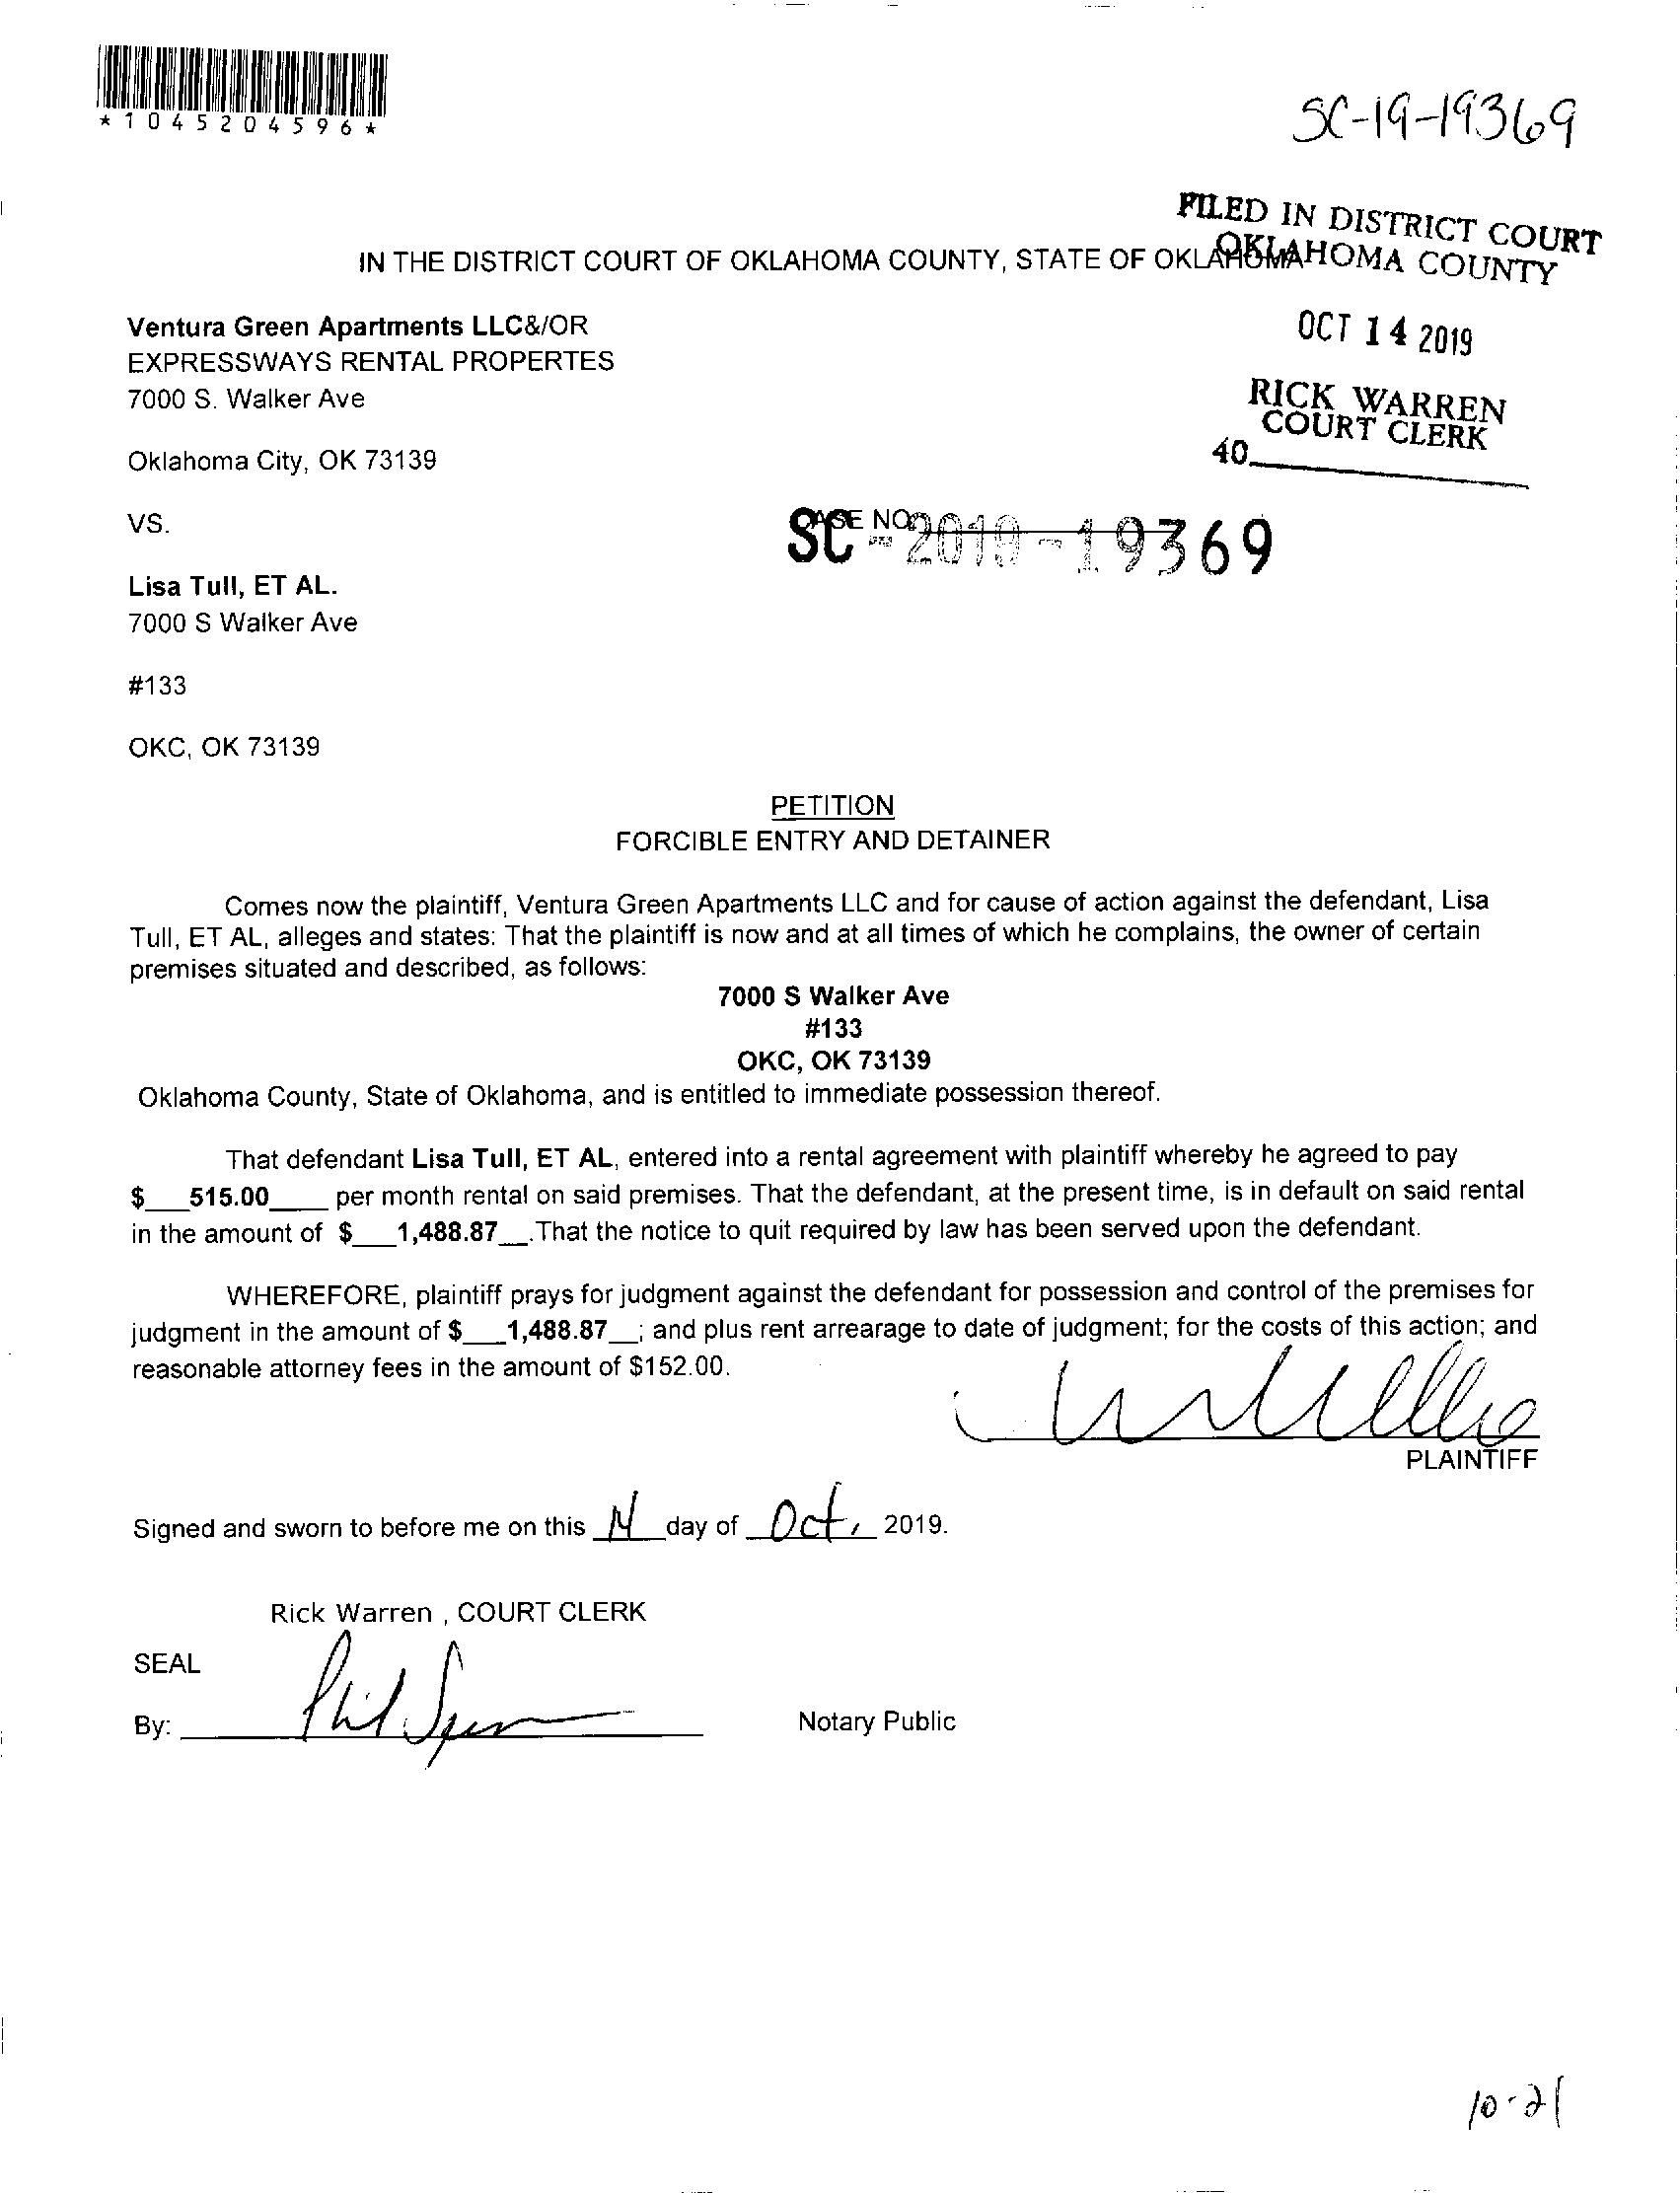 *1045204596*
SC-19-19369
FILED IN DISTRICT COURT
OKLAHOMA COUNTY
IN THE DISTRICT COURT OF OKLAHOMA COUNTY, STATE OF OKLAHOMA
Ventura Green Apartments LLC&/OR
EXPRESSWAYS RENTAL PROPERTES
7000 S. Walker Ave
Oklahoma City, OK 73139
OCT 14 2019
RICK WARREN
COURT CLERK
40
VS.
CASE NO.
SC-2019-19369
Lisa Tull, ET AL.
7000 S Walker Ave
#133
OKC, OK 73139
PETITION
FORCIBLE ENTRY AND DETAINER
Comes now the plaintiff, Ventura Green Apartments LLC and for cause of action against the defendant, Lisa
Tull, ET AL, alleges and states: That the plaintiff is now and at all times of which he complains, the owner of certain
premises situated and described, as follows:
7000 S Walker Ave
#133
OKC, OK 73139
Oklahoma County, State of Oklahoma, and is entitled to immediate possession thereof.
That defendant Lisa Tull, ET AL, entered into a rental agreement with plaintiff whereby he agreed to pay
$___515.00____ per month rental on said premises. That the defendant, at the present time, is in default on said rental
in the amount of $___1,488.87__.That the notice to quit required by law has been served upon the defendant.
WHEREFORE, plaintiff prays for judgment against the defendant for possession and control of the premises for
judgment in the amount of $___1,488.87__; and plus rent arrearage to date of judgment; for the costs of this action; and
reasonable attorney fees in the amount of $152.00.
PLAINTIFF
Signed and sworn to before me on this 14 day of Oct, 2019.
Rick Warren , COURT CLERK
SEAL
By:
Notary Public
10-21